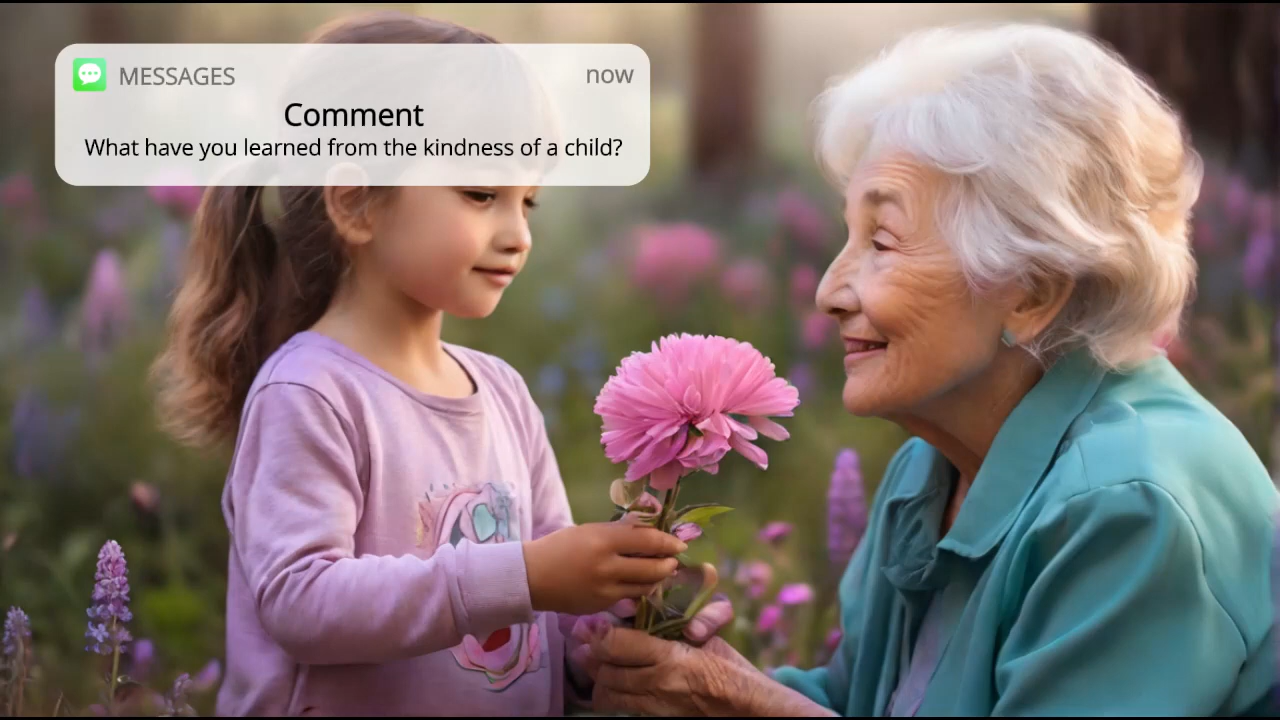 MESSAGES now
Comment
What have you learned from the kindness of a child?